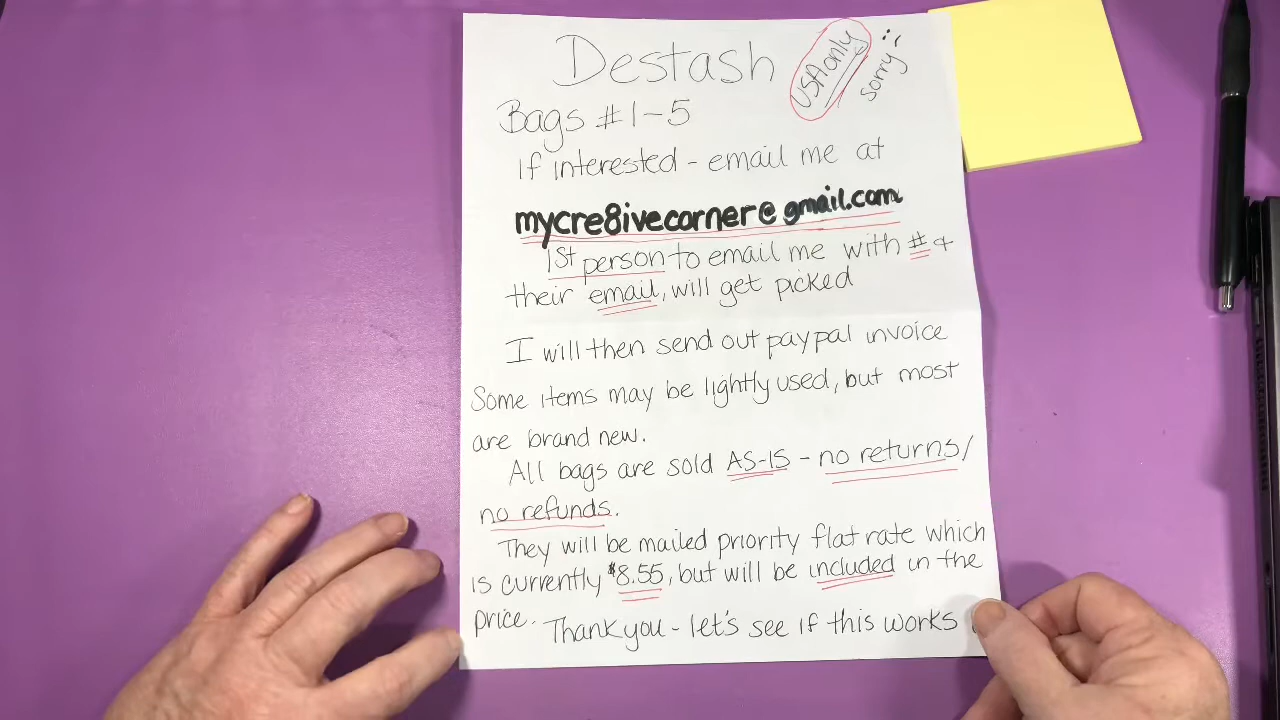 Destash
USA only
sorry :(
Bags #1-5
If interested - email me at
mycre8ivecorner@gmail.com
1st person to email me with # +
their email, will get picked
I will then send out paypal invoice
Some items may be lightly used, but most
are brand new.
All bags are sold AS-IS - no returns/
no refunds.
They will be mailed priority flat rate which
is currently $8.55, but will be included in the
price. Thank you - let's see if this works